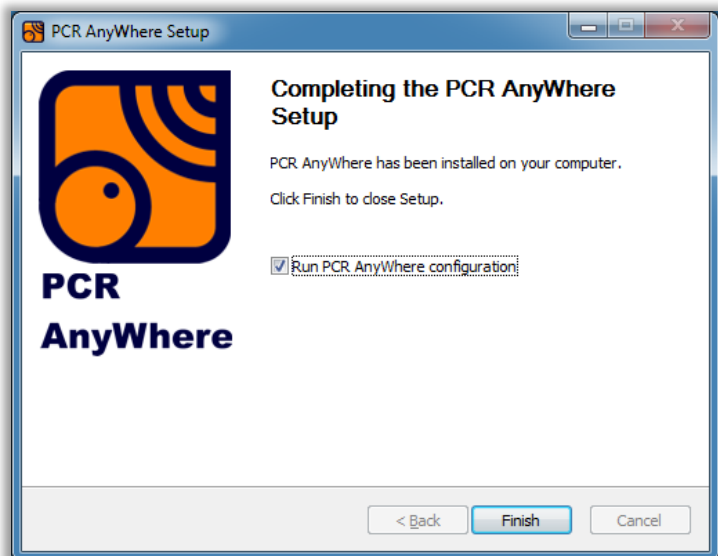 PCR AnyWhere Setup
Completing the PCR AnyWhere
Setup
PCR AnyWhere has been installed on your computer.
Click Finish to close Setup.
Run PCR AnyWhere configuration
PCR
AnyWhere
< Back
Finish
Cancel